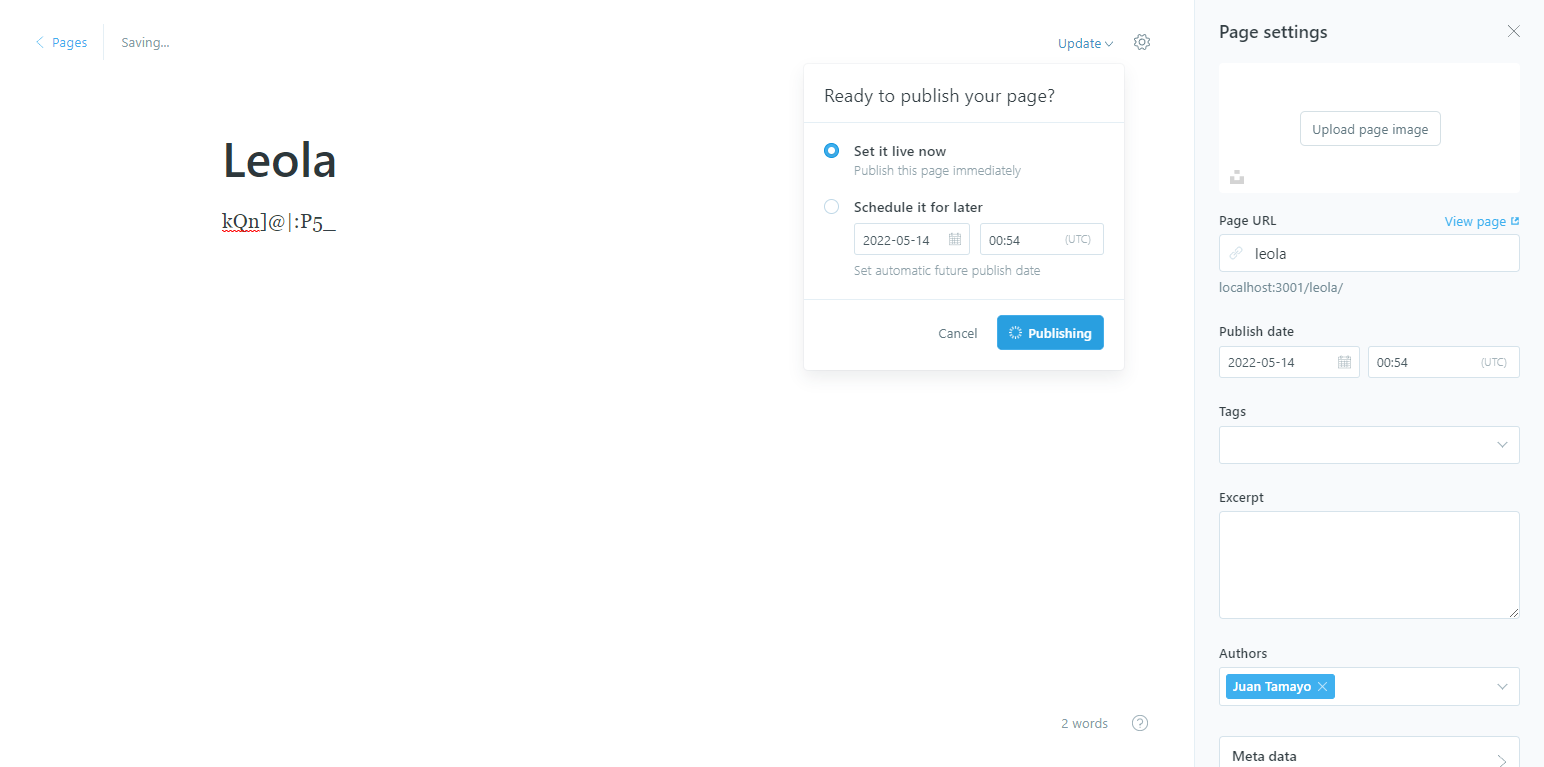 Pages
Saving...
Update
Leola
kQn]@|:P5_
Ready to publish your page?
Set it live now
Publish this page immediately
Schedule it for later
2022-05-14
00:54 (UTC)
Set automatic future publish date
Cancel
Publishing
2 words
Page settings
Upload page image
Page URL
View page
leola
localhost:3001/leola/
Publish date
2022-05-14
00:54 (UTC)
Tags
Excerpt
Authors
Juan Tamayo
Meta data